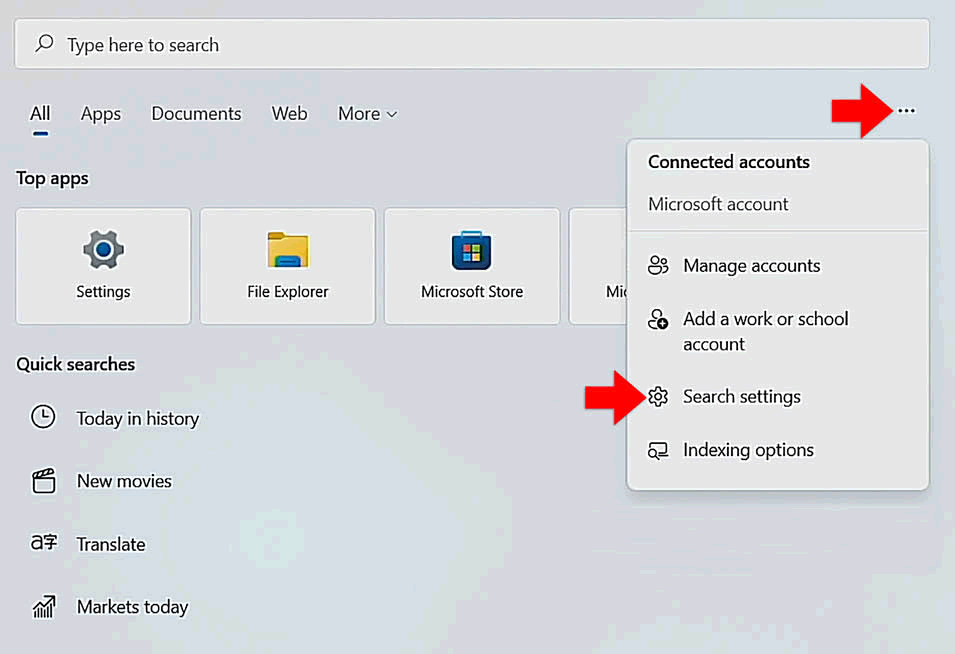 Type here to search
All Apps Documents Web More
Connected accounts
Microsoft account
Manage accounts
Add a work or school
account
Search settings
Indexing options
Top apps
Settings File Explorer Microsoft Store
Quick searches
Today in history
New movies
a字 Translate
Markets today